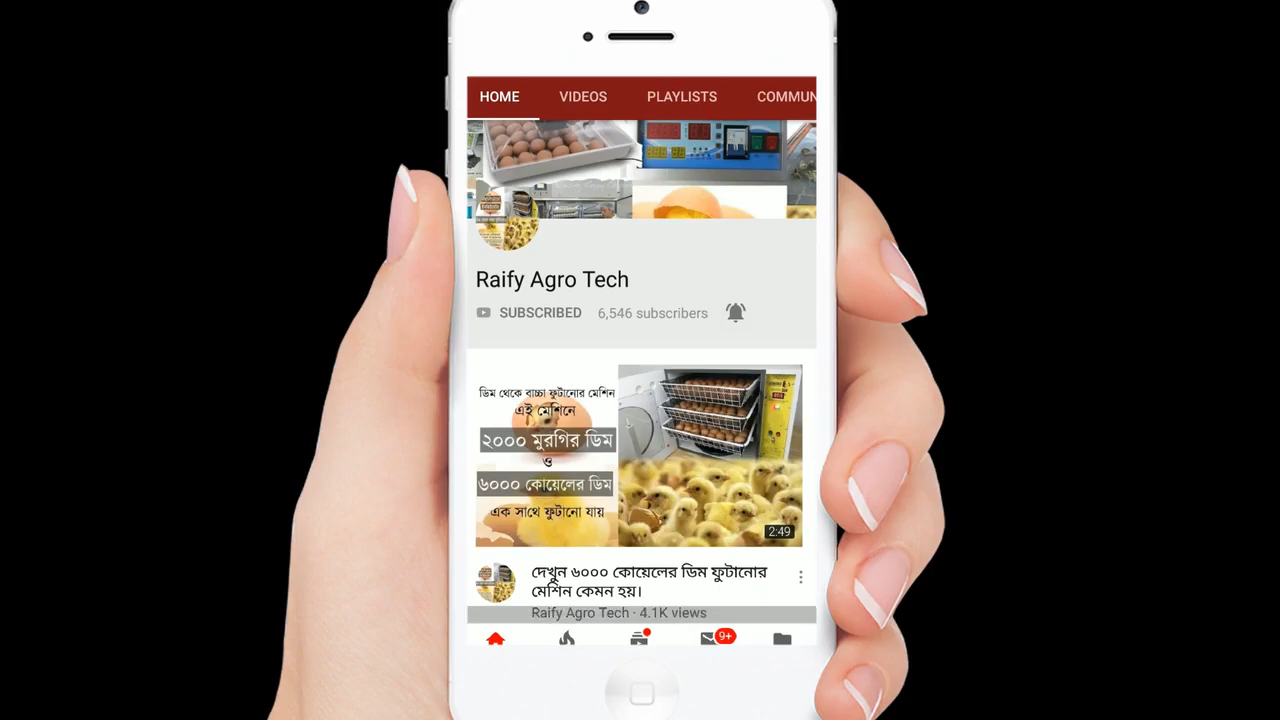 HOME VIDEOS PLAYLISTS COMMUN
Raify Agro Tech
SUBSCRIBED 6,546 subscribers
ডিম থেকে বাচ্চা ফুটানোর মেশিন
এই মেশিনে
২০০০ মুরগির ডিম
ও
৬০০০ কোয়েলের ডিম
এক সাথে ফুটানো যায়
2:49
দেখুন ৬০০০ কোয়েলের ডিম ফুটানোর
মেশিন কেমন হয়।
Raify Agro Tech · 4.1K views
9+